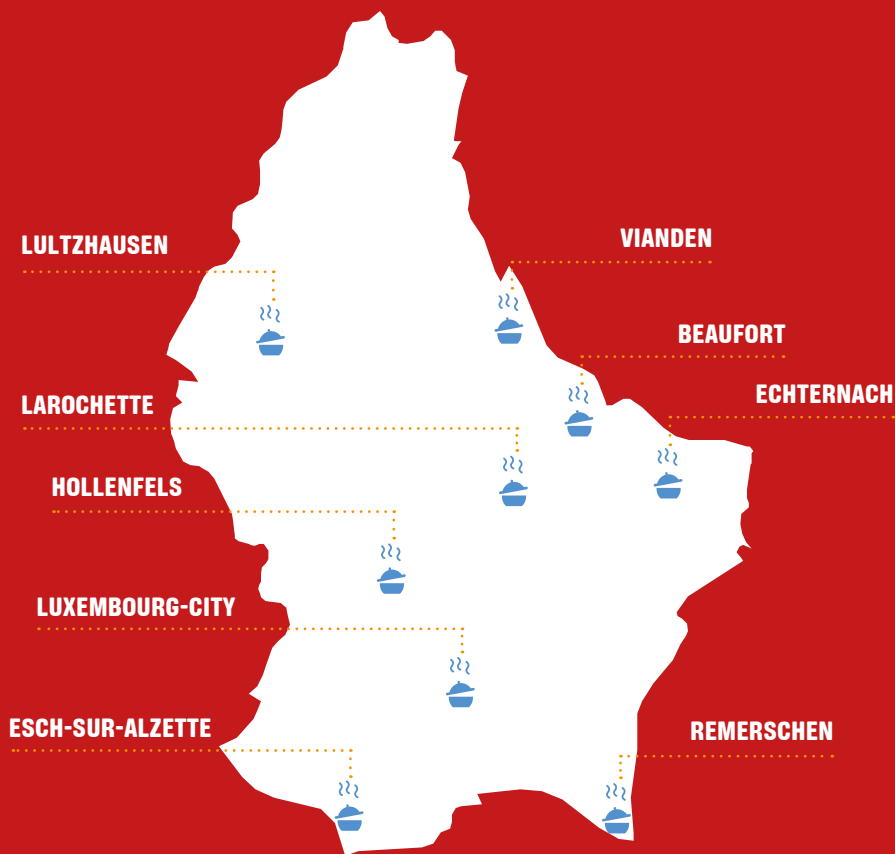 VIANDEN
LULTZHAUSEN
BEAUFORT
ECHTERNACH
LAROCHETTE
HOLLENFELS
LUXEMBOURG-CITY
ESCH-SUR-ALZETTE
REMERSCHEN